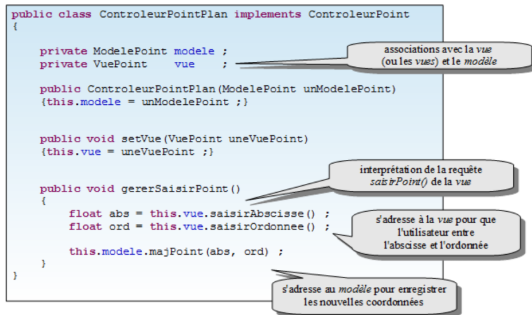 public class ControleurPointPlan implements ControleurPoint
{
private ModelePoint modele ;
private VuePoint vue ;
associations avec la vue
(ou les vues) et le modèle
public ControleurPointPlan(ModelePoint unModelePoint)
{this.modele = unModelePoint ;}
public void setVue(VuePoint uneVuePoint)
{this.vue = uneVuePoint ;}
interprétation de la requête
saisirPoint() de la vue
public void gererSaisirPoint()
{
float abs = this.vue.saisirAbscisse() ;
float ord = this.vue.saisirOrdonnee() ;
s'adresse à la vue pour que
l'utilisateur entre
l'abscisse et l'ordonnée
this.modele.majPoint(abs, ord) ;
}
}
s'adresse au modèle pour enregistrer
les nouvelles coordonnées